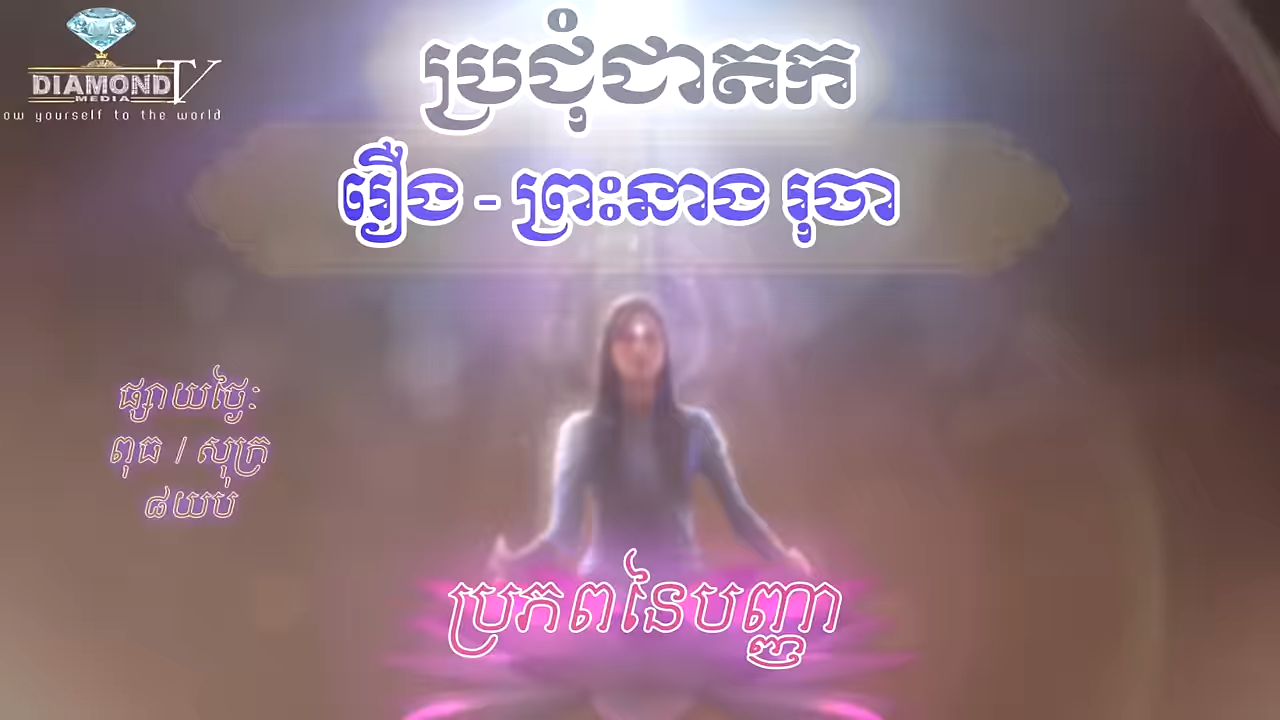 DIAMOND TV
MEDIA
ow yourself to the world
ប្រជុំជាតក
រឿង - ព្រះនាង រុចា
ផ្សាយថ្ងៃ:
ពុធ / សុក្រ
៨យប់
ប្រភពនៃបញ្ញា